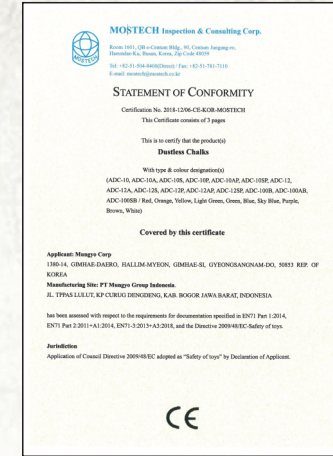 MOSTECH
MOSTECH Inspection & Consulting Corp.
Room 1001, QB e-Centum Bldg., 90, Centum Jungang-ro,
Haeundae-Ku, Busan, Korea, Zip Code 48059
Tel: +82-51-504-8406(Direct) / Fax: +82-51-781-7110
E-mail: mostech@mostech.co.kr
STATEMENT OF CONFORMITY
Certification No. 2018-12/06-CE-KOR-MOSTECH
This Certificate consists of 3 pages
This is to certify that the product(s)
Dustless Chalks
With type & colour designation(s)
(ADC-10, ADC-10A, ADC-10S, ADC-10P, ADC-10AP, ADC-10SP, ADC-12,
ADC-12A, ADC-12S, ADC-12P, ADC-12AP, ADC-12SP, ADC-100B, ADC-100AB,
ADC-100SB / Red, Orange, Yellow, Light Green, Green, Blue, Sky Blue, Purple,
Brown, White)
Covered by this certificate
Applicant: Mungyo Corp
1380-14, GIMHAE-DAERO, HALLIM-MYEON, GIMHAE-SI, GYEONGSANGNAM-DO, 50853 REP. OF
KOREA
Manufacturing Site: PT Mungyo Group Indonesia.
JL. TPPAS LULUT, KP CURUG DENGDENG, KAB. BOGOR JAWA BARAT, INDONESIA
has been assessed with respect to the requirements for documentation specified in EN71 Part 1:2014,
EN71 Part 2:2011+A1:2014, EN71-3:2013+A3:2018, and the Directive 2009/48/EC-Safety of toys.
Jurisdiction
Application of Council Directive 2009/48/EC adopted as “Safety of toys” by Declaration of Applicant.
CE